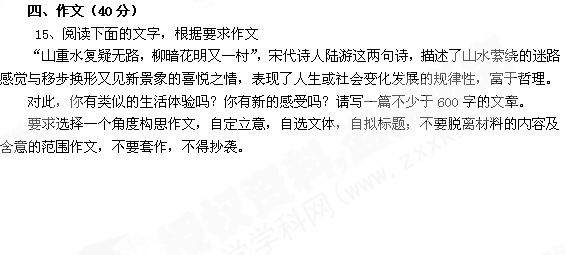 四、作文（40 分）
15、阅读下面的文字，根据要求作文
“山重水复疑无路，柳暗花明又一村”，宋代诗人陆游这两句诗，描述了山水萦绕的迷路
感觉与移步换形又见新景象的喜悦之情，表现了人生或社会变化发展的规律性，富于哲理。
对此，你有类似的生活体验吗？你有新的感受吗？请写一篇不少于 600 字的文章。
要求选择一个角度构思作文，自定立意，自选文体，自拟标题；不要脱离材料的内容及
含意的范围作文，不要套作，不得抄袭。